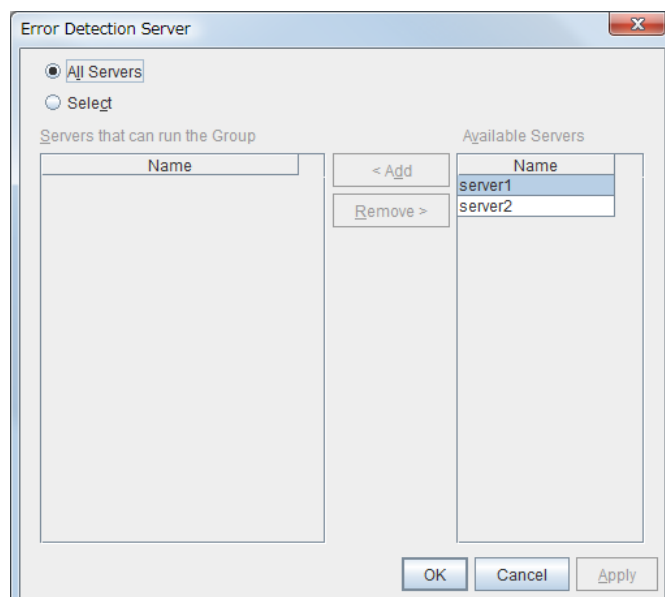 Error Detection Server
All Servers
Select
Servers that can run the Group
Available Servers
Name
< Add
Remove >
Name
server1
server2
OK
Cancel
Apply